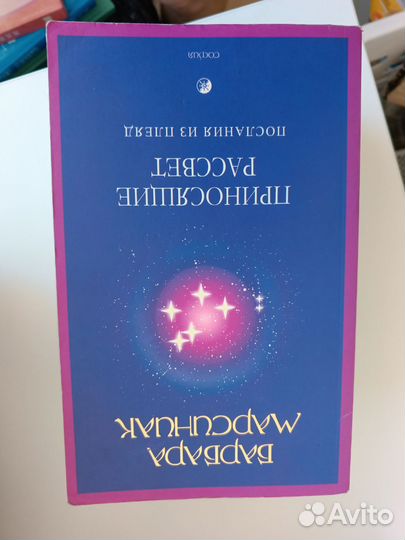 БАРБАРА
МАРСИНИАК
ПРИНОСЯЩИЕ
РАССВЕТ
ПОСЛАНИЯ ИЗ ПЛЕЯД
СОФИЯ
Avito